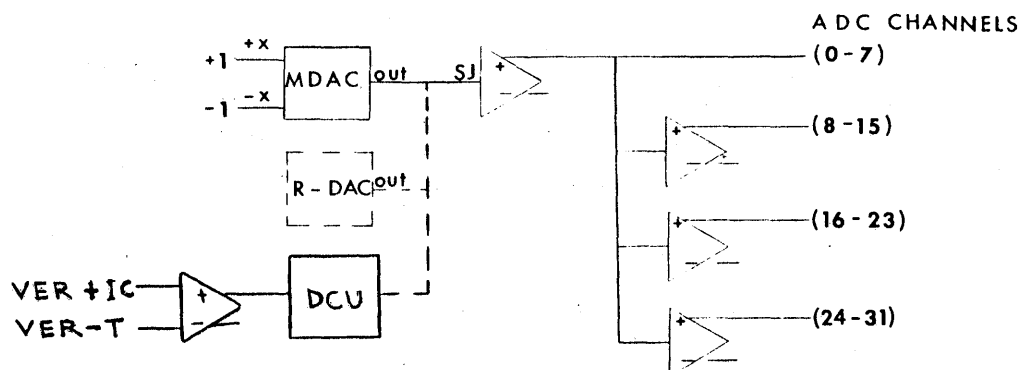 ADC CHANNELS
+1 +x
-1 -x
MDAC
out
SJ
+
(0-7)
+
(8-15)
R-DAC
out
+
(16-23)
VER +IC
VER-T
+
-
DCU
+
(24-31)